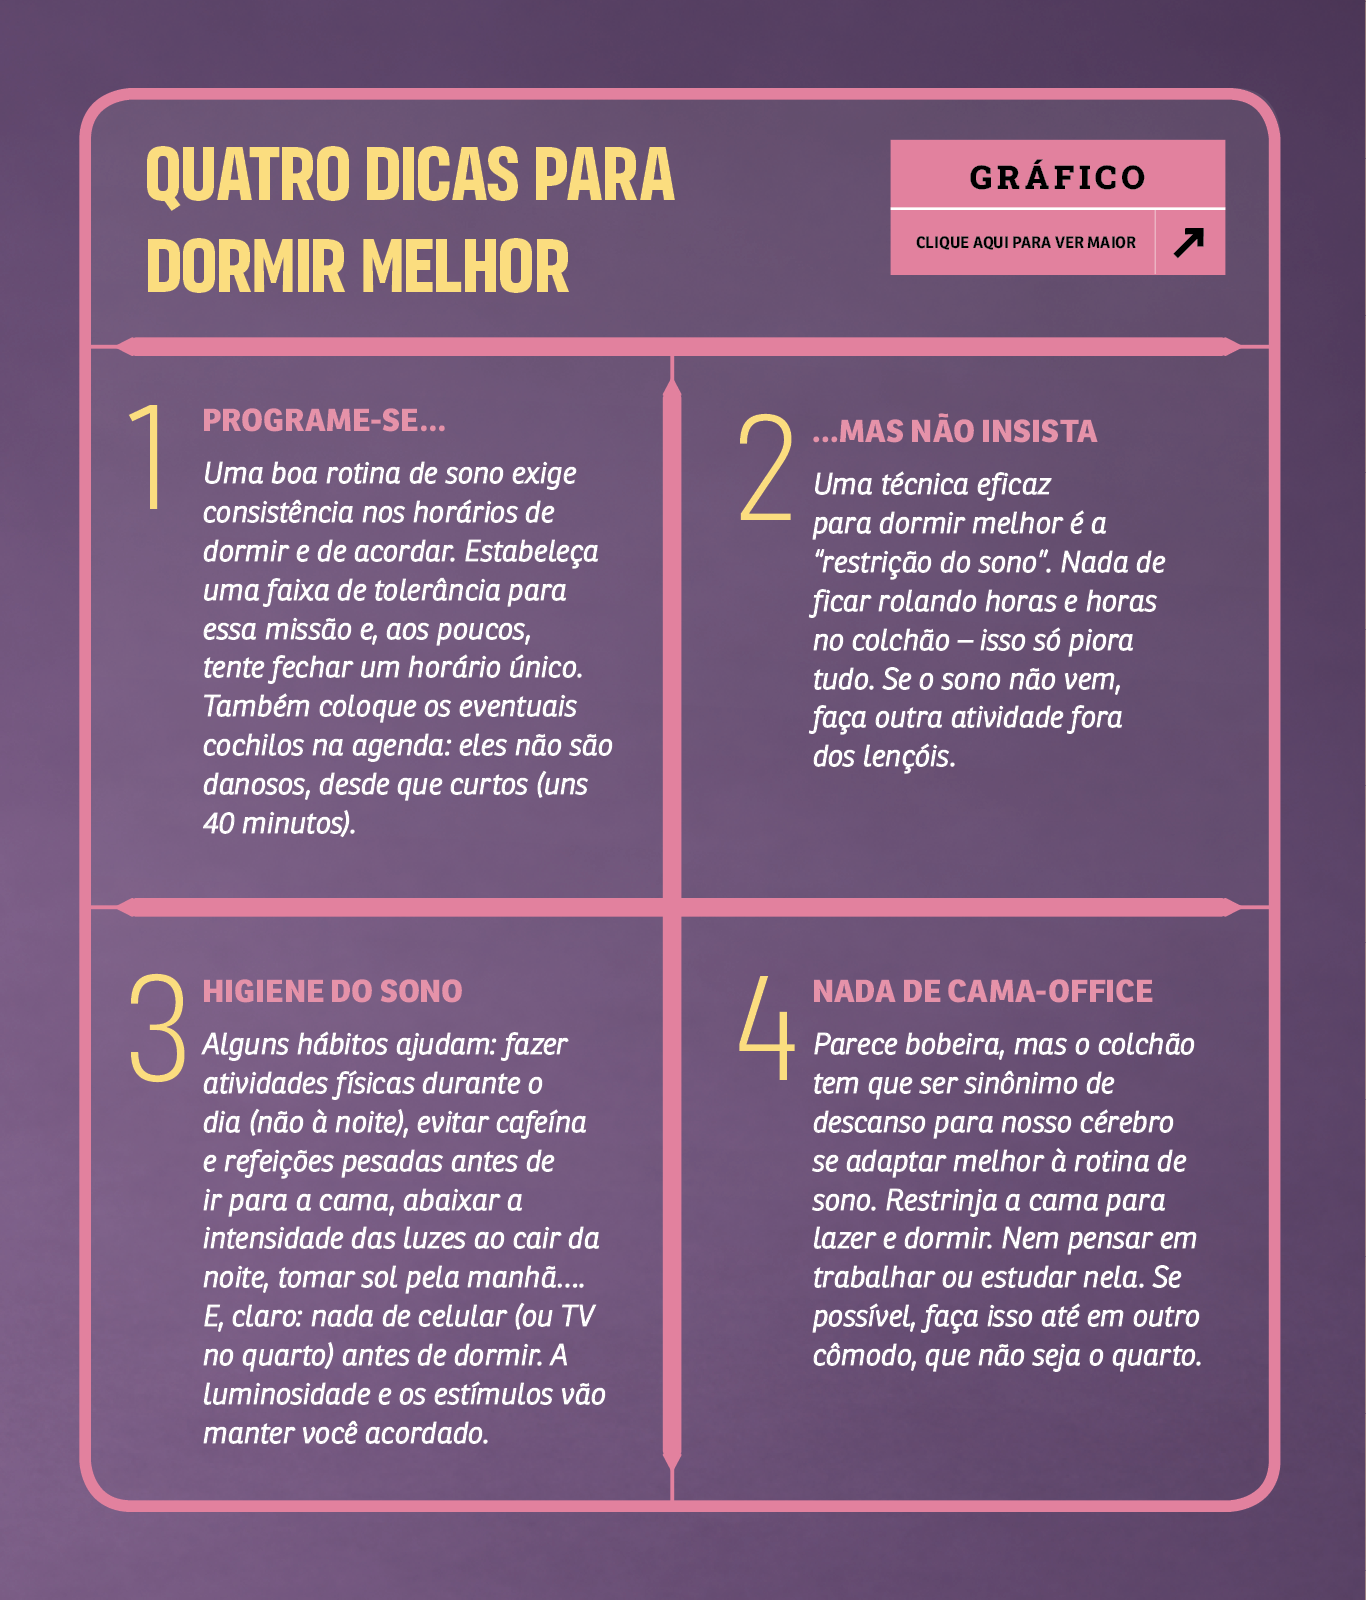 QUATRO DICAS PARA
DORMIR MELHOR
GRÁFICO
CLIQUE AQUI PARA VER MAIOR
1
PROGRAME-SE...
Uma boa rotina de sono exige
consistência nos horários de
dormir e de acordar. Estabeleça
uma faixa de tolerância para
essa missão e, aos poucos,
tente fechar um horário único.
Também coloque os eventuais
cochilos na agenda: eles não são
danosos, desde que curtos (uns
40 minutos).
2
...MAS NÃO INSISTA
Uma técnica eficaz
para dormir melhor é a
“restrição do sono”. Nada de
ficar rolando horas e horas
no colchão – isso só piora
tudo. Se o sono não vem,
faça outra atividade fora
dos lençóis.
3
HIGIENE DO SONO
Alguns hábitos ajudam: fazer
atividades físicas durante o
dia (não à noite), evitar cafeína
e refeições pesadas antes de
ir para a cama, abaixar a
intensidade das luzes ao cair da
noite, tomar sol pela manhã....
E, claro: nada de celular (ou TV
no quarto) antes de dormir. A
luminosidade e os estímulos vão
manter você acordado.
4
NADA DE CAMA-OFFICE
Parece bobeira, mas o colchão
tem que ser sinônimo de
descanso para nosso cérebro
se adaptar melhor à rotina de
sono. Restrinja a cama para
lazer e dormir. Nem pensar em
trabalhar ou estudar nela. Se
possível, faça isso até em outro
cômodo, que não seja o quarto.